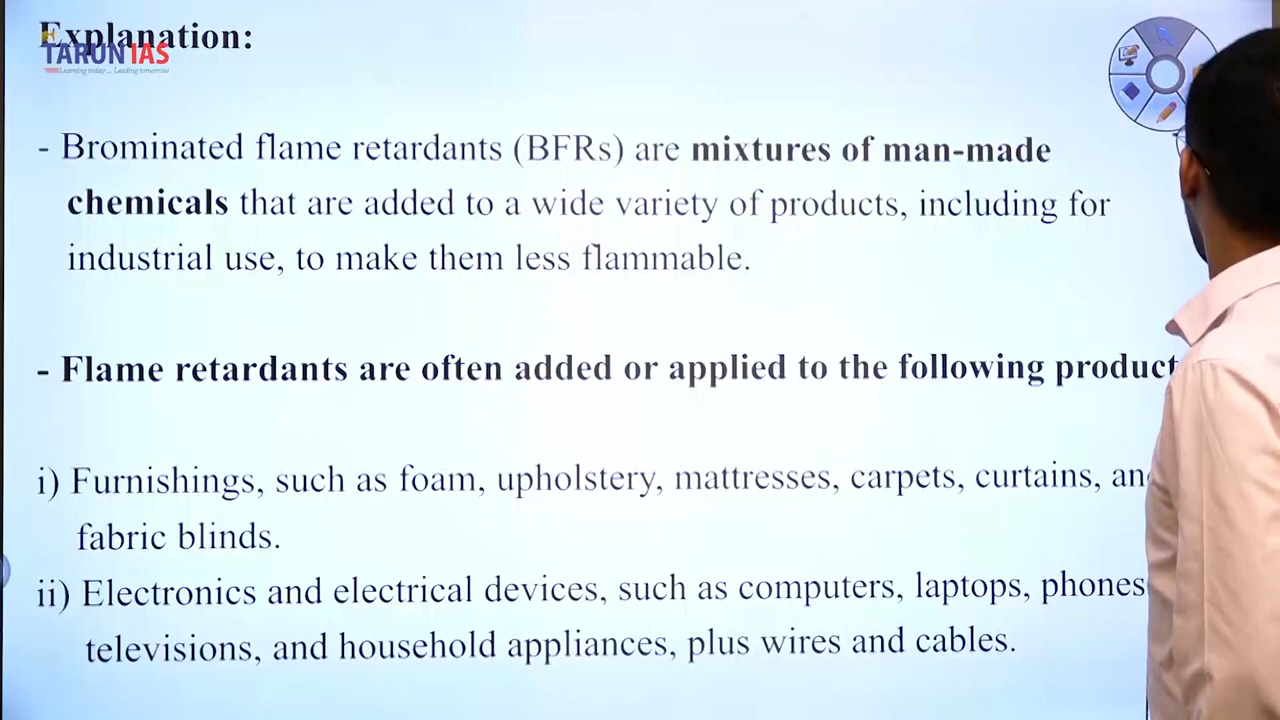 Explanation:
TARUN IAS
Learning today ... Leading tomorrow
- Brominated flame retardants (BFRs) are mixtures of man-made
chemicals that are added to a wide variety of products, including for
industrial use, to make them less flammable.
- Flame retardants are often added or applied to the following
i) Furnishings, such as foam, upholstery, mattresses, carpets, curtains,
fabric blinds.
ii) Electronics and electrical devices, such as computers, laptops, phones
televisions, and household appliances, plus wires and cables.